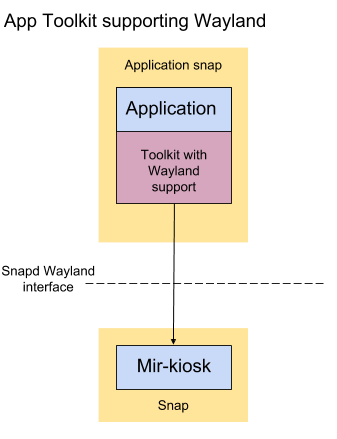 App Toolkit supporting Wayland
Application snap
Application
Toolkit with
Wayland
support
Snapd Wayland
interface
Mir-kiosk
Snap